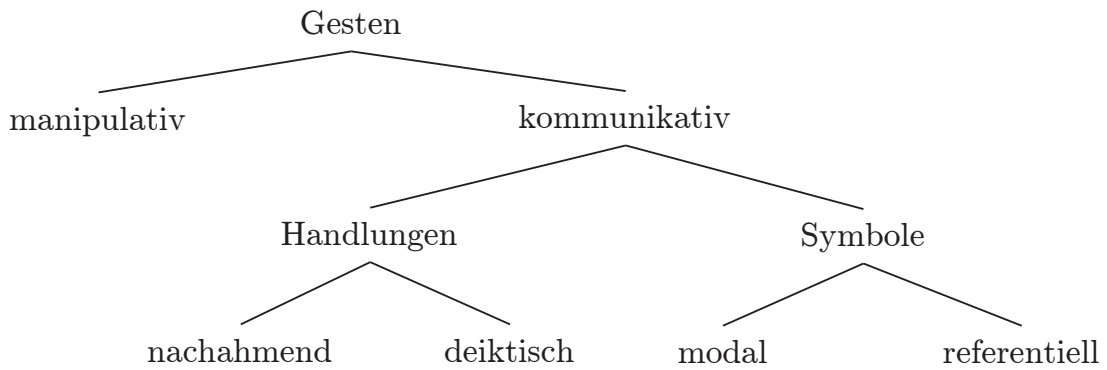 Gesten
manipulativ kommunikativ
Handlungen Symbole
nachahmend deiktisch modal referentiell